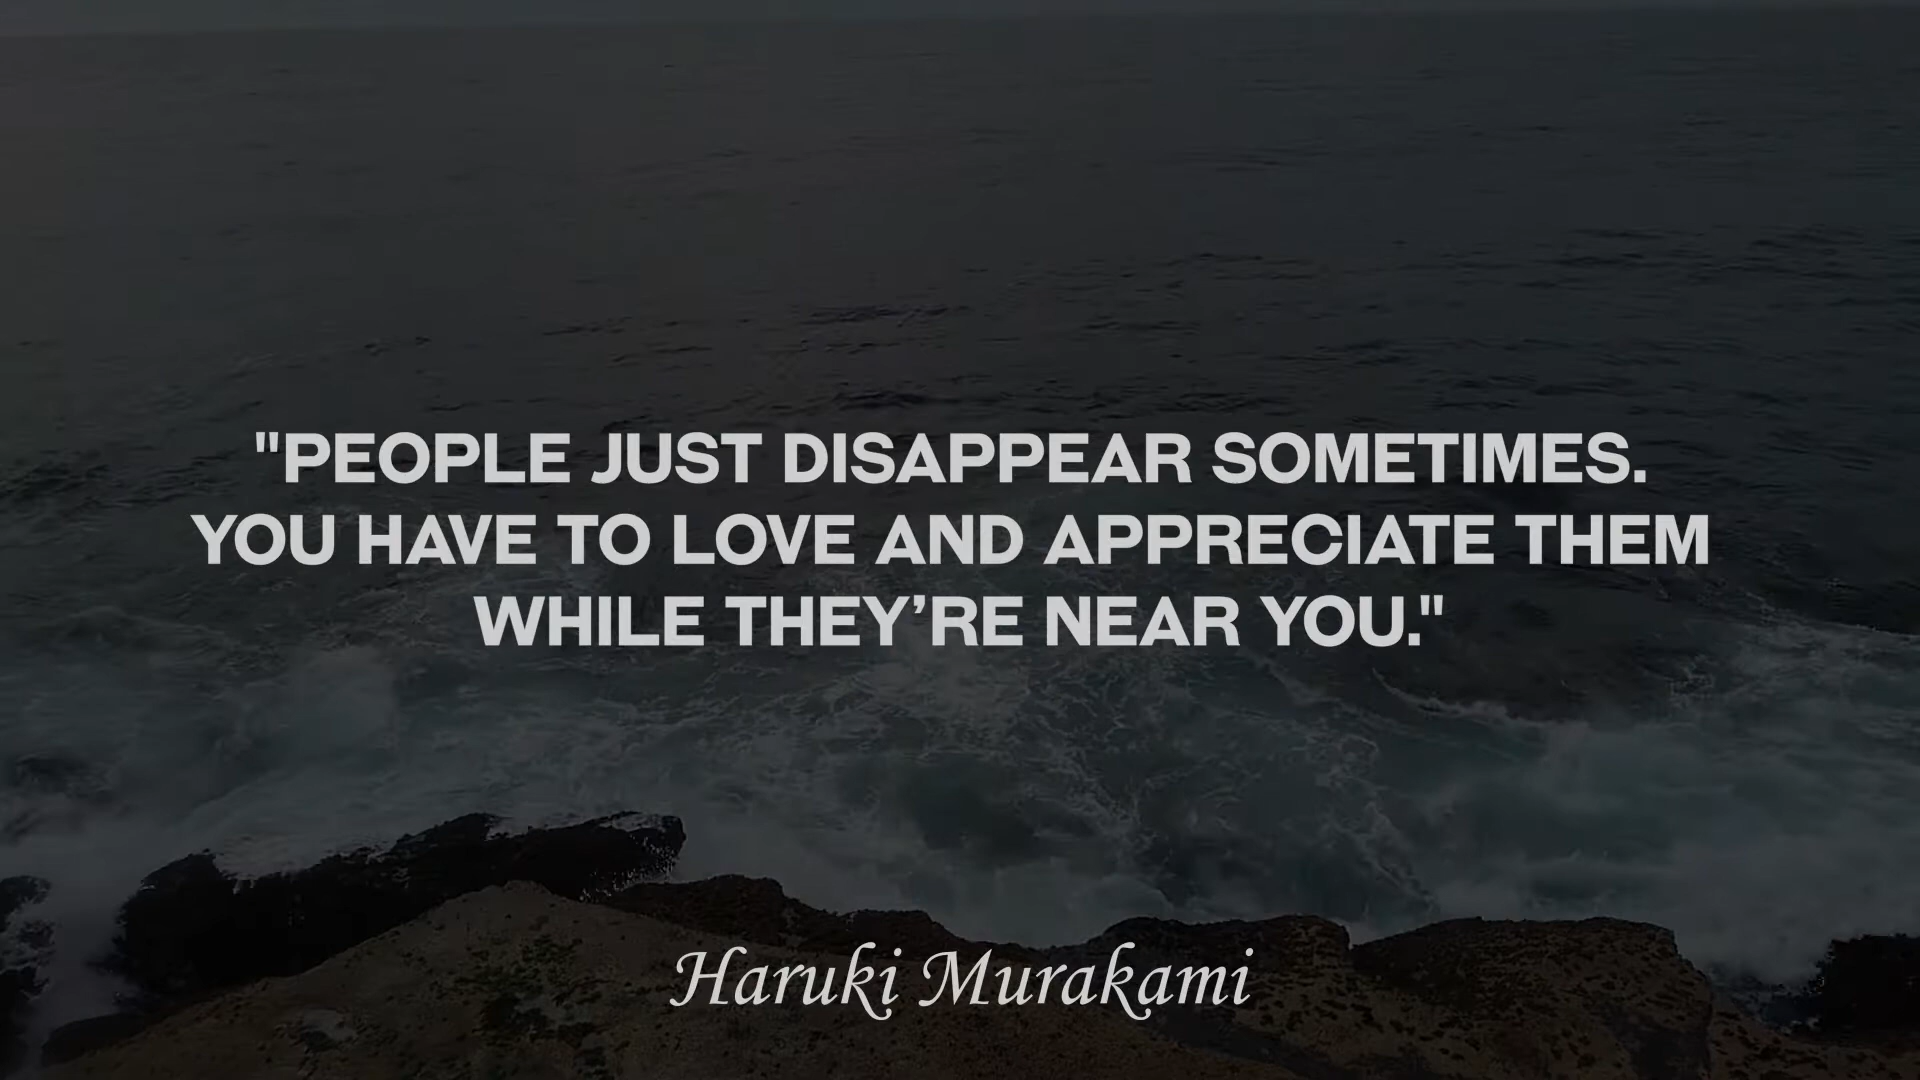 "PEOPLE JUST DISAPPEAR SOMETIMES.
YOU HAVE TO LOVE AND APPRECIATE THEM
WHILE THEY’RE NEAR YOU."
Haruki Murakami